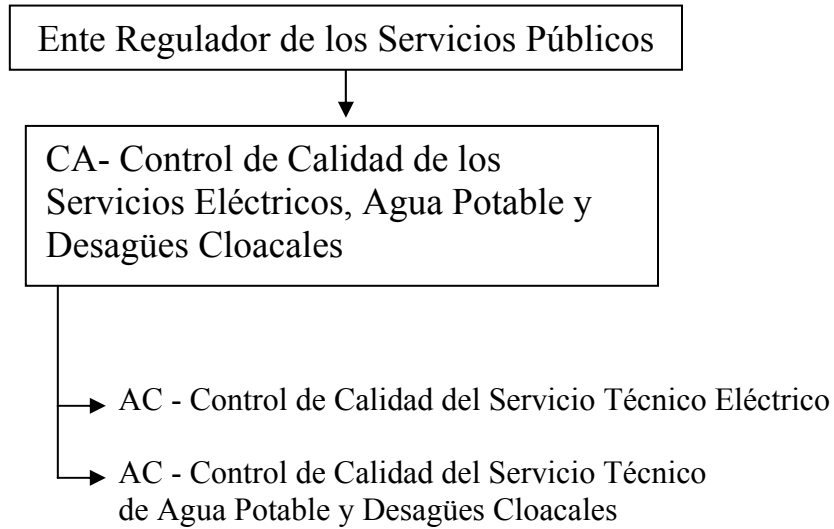 Ente Regulador de los Servicios Públicos
CA- Control de Calidad de los
Servicios Eléctricos, Agua Potable y
Desagües Cloacales
AC - Control de Calidad del Servicio Técnico Eléctrico
AC - Control de Calidad del Servicio Técnico
de Agua Potable y Desagües Cloacales